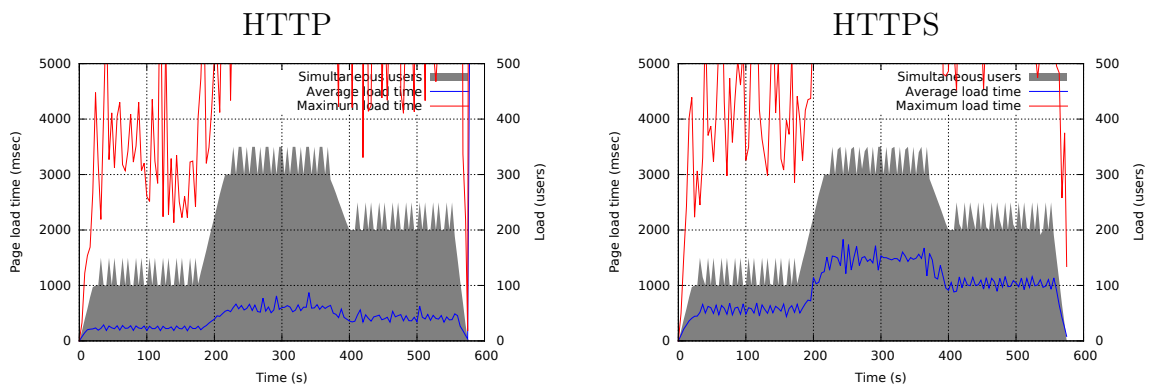 HTTP
5000
4000
3000
2000
1000
0
500
400
300
200
100
0
0 100 200 300 400 500 600
Page load time (msec)
Load (users)
Time (s)
Simultaneous users
Average load time
Maximum load time
HTTPS
5000
4000
3000
2000
1000
0
500
400
300
200
100
0
0 100 200 300 400 500 600
Page load time (msec)
Load (users)
Time (s)
Simultaneous users
Average load time
Maximum load time